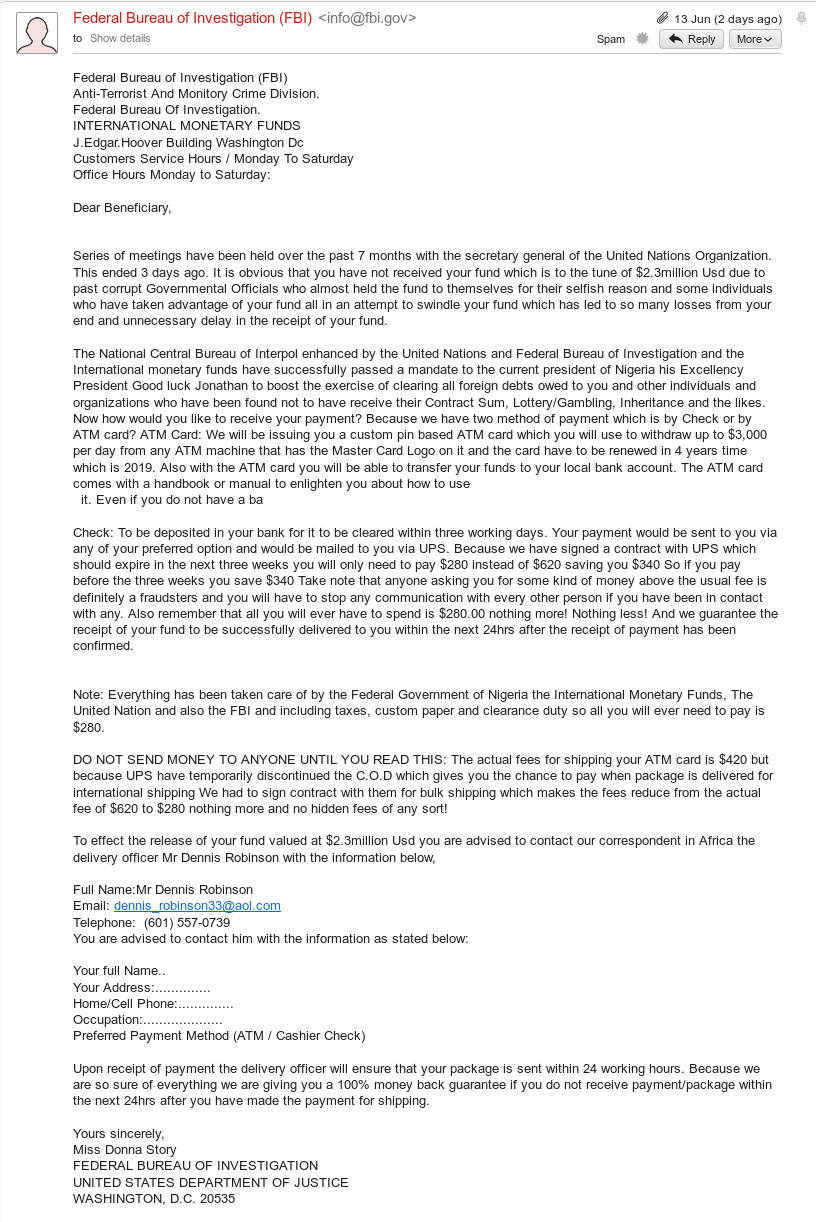 Federal Bureau of Investigation (FBI) <info@fbi.gov>
13 Jun (2 days ago)
to Show details
Spam
Reply
More
Federal Bureau of Investigation (FBI)
Anti-Terrorist And Monitory Crime Division.
Federal Bureau Of Investigation.
INTERNATIONAL MONETARY FUNDS
J.Edgar.Hoover Building Washington Dc
Customers Service Hours / Monday To Saturday
Office Hours Monday to Saturday:
Dear Beneficiary,
Series of meetings have been held over the past 7 months with the secretary general of the United Nations Organization.
This ended 3 days ago. It is obvious that you have not received your fund which is to the tune of $2.3million Usd due to
past corrupt Governmental Officials who almost held the fund to themselves for their selfish reason and some individuals
who have taken advantage of your fund all in an attempt to swindle your fund which has led to so many losses from your
end and unnecessary delay in the receipt of your fund.
The National Central Bureau of Interpol enhanced by the United Nations and Federal Bureau of Investigation and the
International monetary funds have successfully passed a mandate to the current president of Nigeria his Excellency
President Good luck Jonathan to boost the exercise of clearing all foreign debts owed to you and other individuals and
organizations who have been found not to have receive their Contract Sum, Lottery/Gambling, Inheritance and the likes.
Now how would you like to receive your payment? Because we have two method of payment which is by Check or by
ATM card? ATM Card: We will be issuing you a custom pin based ATM card which you will use to withdraw up to $3,000
per day from any ATM machine that has the Master Card Logo on it and the card have to be renewed in 4 years time
which is 2019. Also with the ATM card you will be able to transfer your funds to your local bank account. The ATM card
comes with a handbook or manual to enlighten you about how to use
it. Even if you do not have a ba
Check: To be deposited in your bank for it to be cleared within three working days. Your payment would be sent to you via
any of your preferred option and would be mailed to you via UPS. Because we have signed a contract with UPS which
should expire in the next three weeks you will only need to pay $280 instead of $620 saving you $340 So if you pay
before the three weeks you save $340 Take note that anyone asking you for some kind of money above the usual fee is
definitely a fraudsters and you will have to stop any communication with every other person if you have been in contact
with any. Also remember that all you will ever have to spend is $280.00 nothing more! Nothing less! And we guarantee the
receipt of your fund to be successfully delivered to you within the next 24hrs after the receipt of payment has been
confirmed.
Note: Everything has been taken care of by the Federal Government of Nigeria the International Monetary Funds, The
United Nation and also the FBI and including taxes, custom paper and clearance duty so all you will ever need to pay is
$280.
DO NOT SEND MONEY TO ANYONE UNTIL YOU READ THIS: The actual fees for shipping your ATM card is $420 but
because UPS have temporarily discontinued the C.O.D which gives you the chance to pay when package is delivered for
international shipping We had to sign contract with them for bulk shipping which makes the fees reduce from the actual
fee of $620 to $280 nothing more and no hidden fees of any sort!
To effect the release of your fund valued at $2.3million Usd you are advised to contact our correspondent in Africa the
delivery officer Mr Dennis Robinson with the information below,
Full Name:Mr Dennis Robinson
Email: dennis_robinson33@aol.com
Telephone: (601) 557-0739
You are advised to contact him with the information as stated below:
Your full Name..
Your Address:..............
Home/Cell Phone:..............
Occupation:....................
Preferred Payment Method (ATM / Cashier Check)
Upon receipt of payment the delivery officer will ensure that your package is sent within 24 working hours. Because we
are so sure of everything we are giving you a 100% money back guarantee if you do not receive payment/package within
the next 24hrs after you have made the payment for shipping.
Yours sincerely,
Miss Donna Story
FEDERAL BUREAU OF INVESTIGATION
UNITED STATES DEPARTMENT OF JUSTICE
WASHINGTON, D.C. 20535